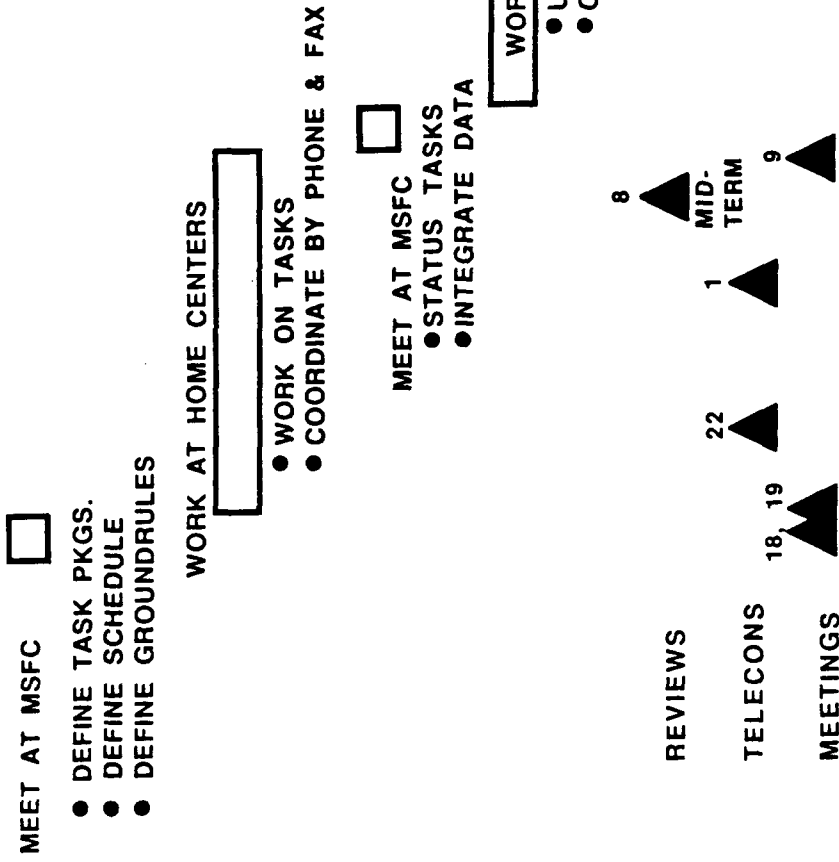 MEET AT MSFC
● DEFINE TASK PKGS.
● DEFINE SCHEDULE
● DEFINE GROUNDRULES
WORK AT HOME CENTERS
● WORK ON TASKS
● COORDINATE BY PHONE & FAX
MEET AT MSFC
● STATUS TASKS
● INTEGRATE DATA
REVIEWS
8
MID-
TERM
TELECONS
22
1
MEETINGS
18, 19
9